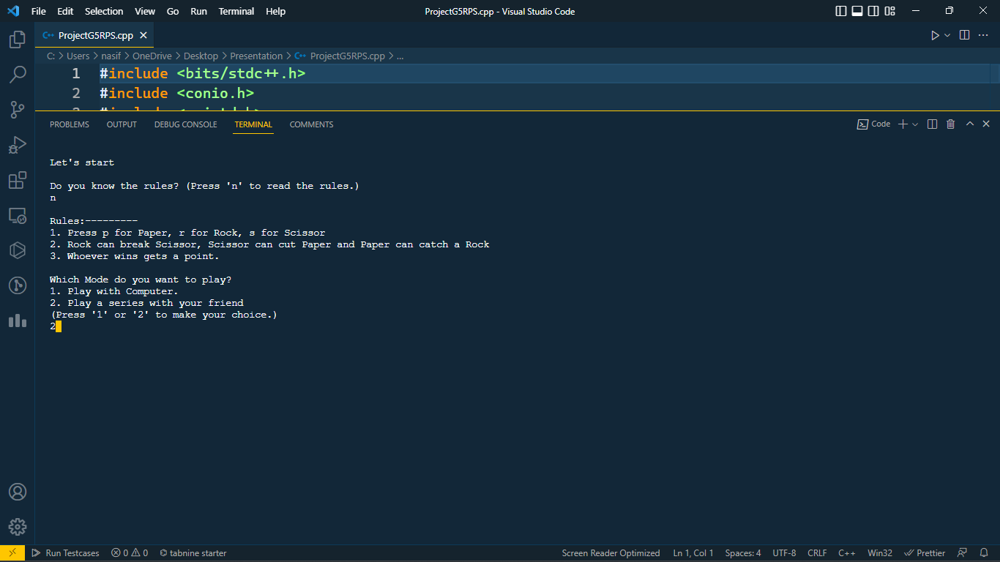 File Edit Selection View Go Run Terminal Help ProjectG5RPS.cpp - Visual Studio Code
ProjectG5RPS.cpp
C: > Users > nasif > OneDrive > Desktop > Presentation > ProjectG5RPS.cpp > ...
1 #include <bits/stdc++.h>
2 #include <conio.h>
PROBLEMS OUTPUT DEBUG CONSOLE TERMINAL COMMENTS Code
Let's start
Do you know the rules? (Press 'n' to read the rules.)
n
Rules:---------
1. Press p for Paper, r for Rock, s for Scissor
2. Rock can break Scissor, Scissor can cut Paper and Paper can catch a Rock
3. Whoever wins gets a point.
Which Mode do you want to play?
1. Play with Computer.
2. Play a series with your friend
(Press '1' or '2' to make your choice.)
2
Run Testcases 0 0 tabnine starter Screen Reader Optimized Ln 1, Col 1 Spaces: 4 UTF-8 CRLF C++ Win32 Prettier